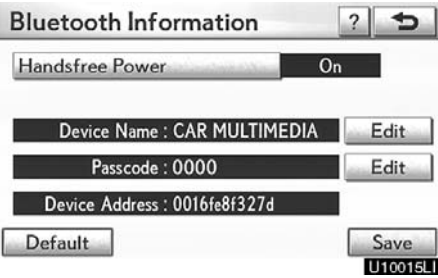 Bluetooth Information ?
Handsfree Power On
Device Name : CAR MULTIMEDIA Edit
Passcode : 0000 Edit
Device Address : 0016fe8f327d
Default Save
U10015LI